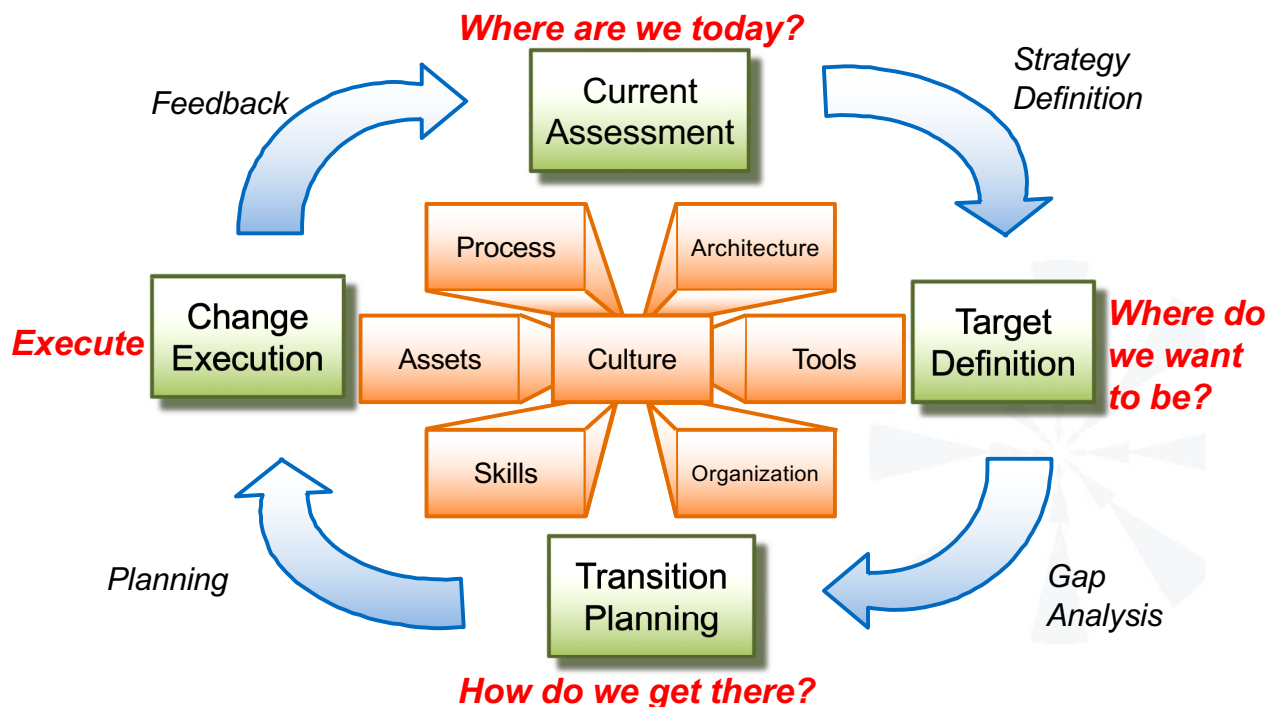 Where are we today?
Feedback
Current
Assessment
Strategy
Definition
Process
Architecture
Execute
Change
Execution
Assets
Culture
Tools
Target
Definition
Where do
we want
to be?
Skills
Organization
Planning
Transition
Planning
Gap
Analysis
How do we get there?